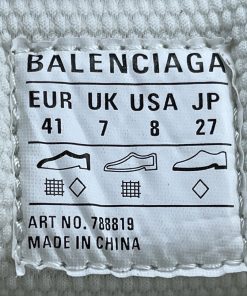 BALENCIAGA
EUR UK USA JP
41 7 8 27
ART NO. 788819
MADE IN CHINA